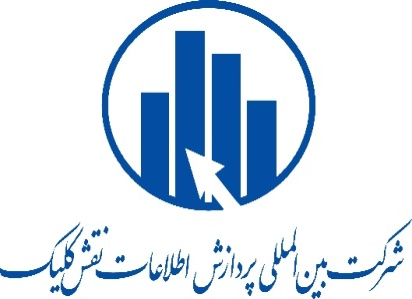 شرکت بین المللی پردازش اطلاعات نقش کلیک